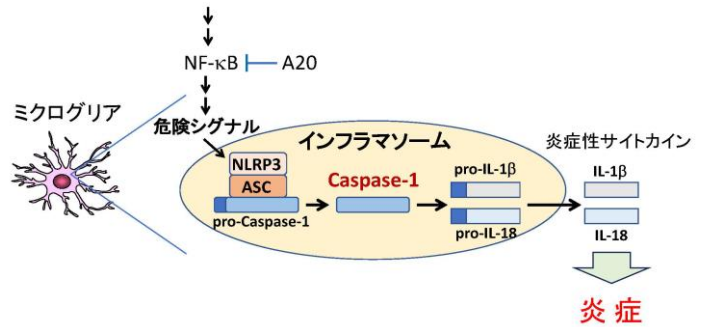 NF-κB
A20
ミクログリア
危険シグナル
インフラマソーム
炎症性サイトカイン
NLRP3
ASC
pro-Caspase-1
Caspase-1
pro-IL-1β
pro-IL-18
IL-1β
IL-18
炎 症